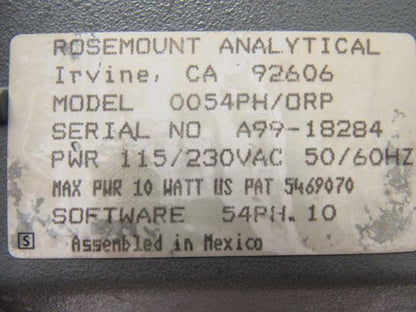 ROSEMOUNT ANALYTICAL
Irvine, CA 92606
MODEL 0054PH/ORP
SERIAL NO A99-18284
PWR 115/230VAC 50/60HZ
MAX PWR 10 WATT US PAT 5469070
SOFTWARE 54PH.10
S Assembled in Mexico